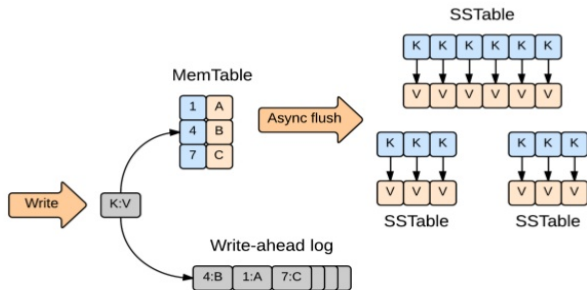 SSTable
K K K K K K
V V V V V V
MemTable
1 A
4 B
7 C
Async flush
K K K
V V V
SSTable
K K K
V V V
SSTable
Write
K:V
Write-ahead log
4:B 1:A 7:C